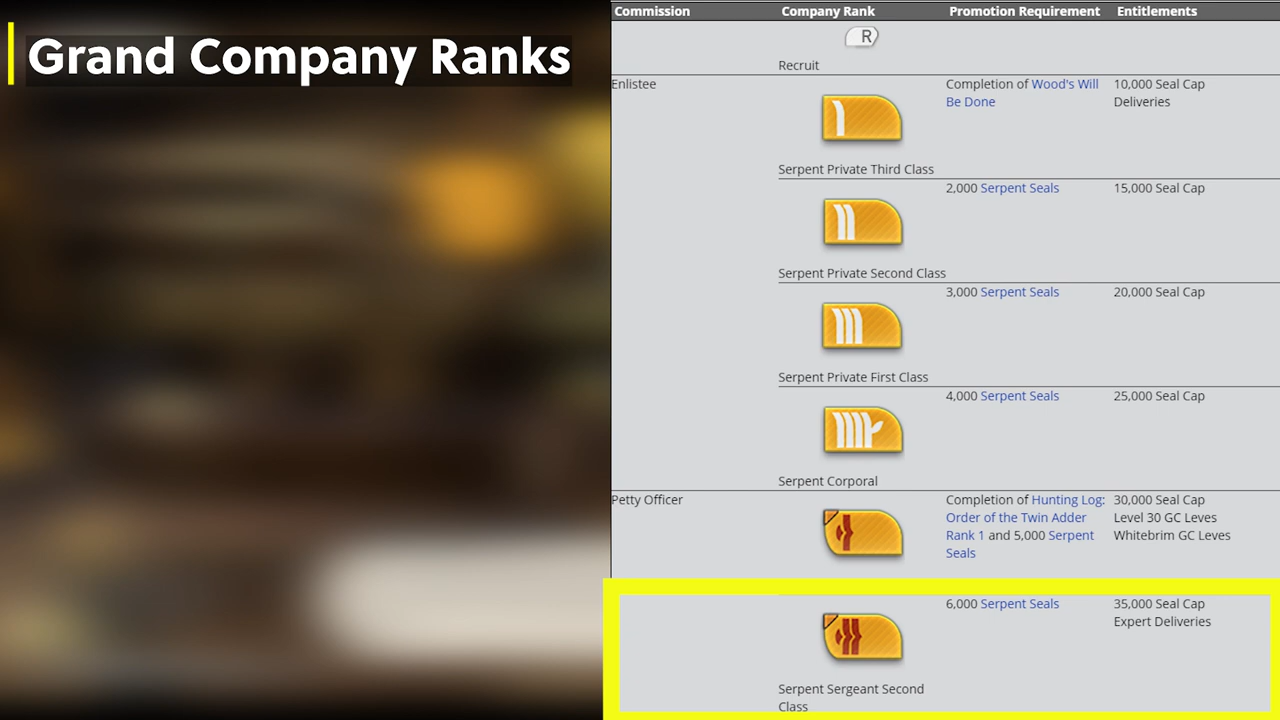 Grand Company Ranks
Commission Company Rank Promotion Requirement Entitlements
R
Recruit
Enlistee Completion of Wood's Will 10,000 Seal Cap
Be Done Deliveries
Serpent Private Third Class
2,000 Serpent Seals 15,000 Seal Cap
Serpent Private Second Class
3,000 Serpent Seals 20,000 Seal Cap
Serpent Private First Class
4,000 Serpent Seals 25,000 Seal Cap
Serpent Corporal
Petty Officer Completion of Hunting Log: 30,000 Seal Cap
Order of the Twin Adder Level 30 GC Leves
Rank 1 and 5,000 Serpent Whitebrim GC Leves
Seals
6,000 Serpent Seals 35,000 Seal Cap
Expert Deliveries
Serpent Sergeant Second
Class